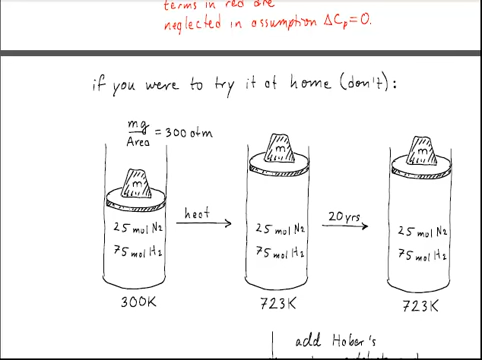 terms in red are
neglected in assumption ΔCp=0.
if you were to try it at home (don't):
mg
Area
= 300 atm
m
m
m
25 mol N2
75 mol H2
heat
25 mol N2
75 mol H2
20 yrs
25 mol N2
75 mol H2
300K
723K
723K
add Haber's